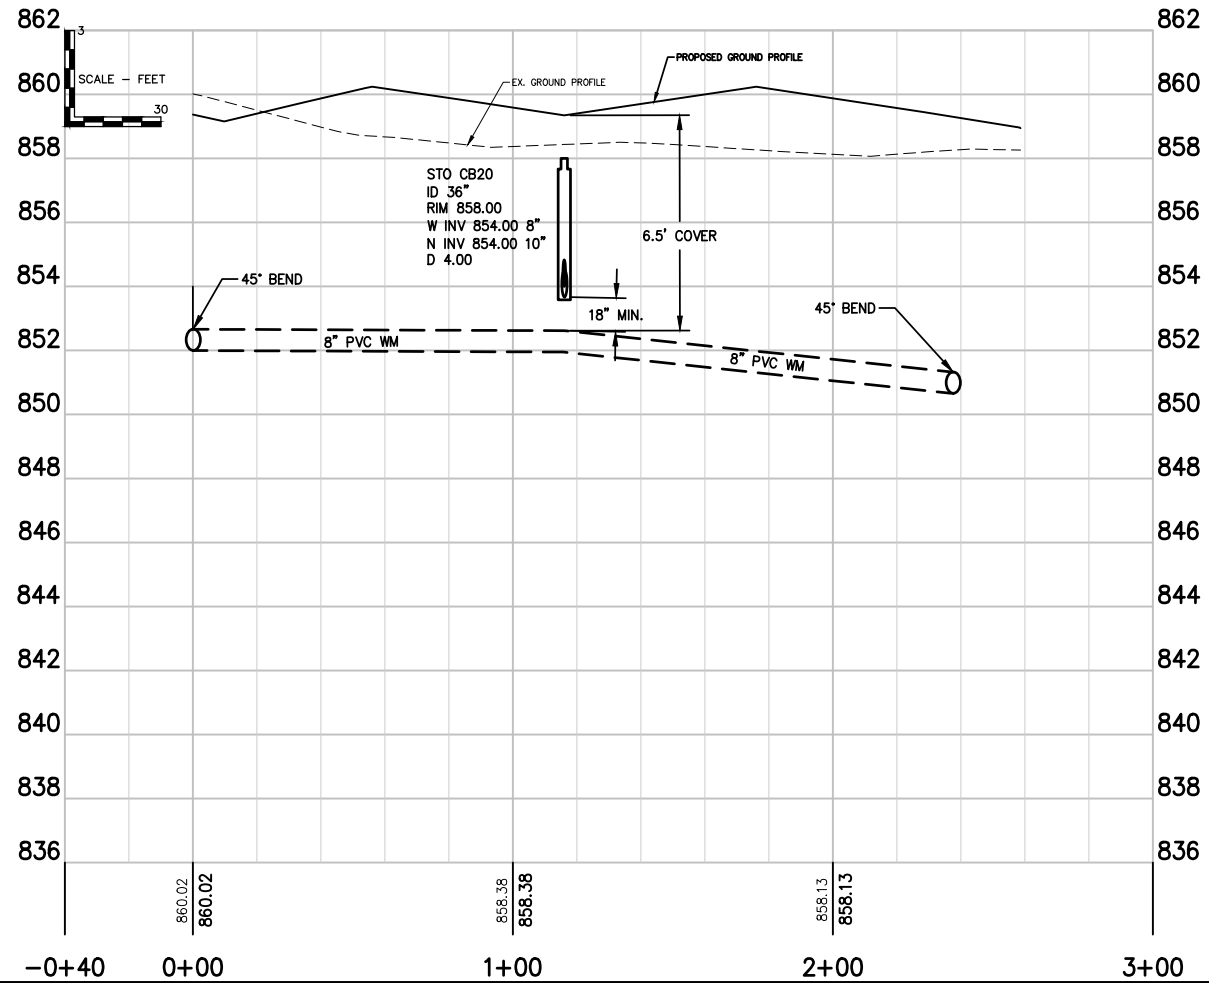 862
862
3
PROPOSED GROUND PROFILE
SCALE – FEET
EX. GROUND PROFILE
860
860
30
858
858
STO CB20
ID 36"
RIM 858.00
W INV 854.00 8"
N INV 854.00 10"
D 4.00
856
856
6.5' COVER
854
854
45° BEND
45° BEND
18" MIN.
852
852
8" PVC WM
8" PVC WM
850
850
848
848
846
846
844
844
842
842
840
840
838
838
836
836
860.02
860.02
858.38
858.38
858.13
858.13
-0+40
0+00
1+00
2+00
3+00